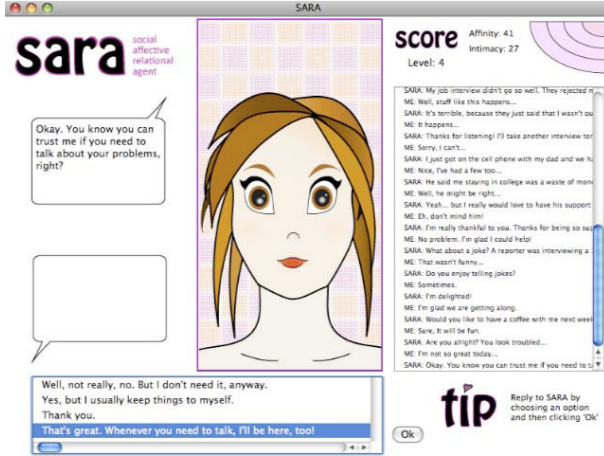 SARA
sara
social
affective
relational
agent
score
Affinity: 41
Intimacy: 27
Level: 4
Okay. You know you can
trust me if you need to
talk about your problems,
right?
SARA: My job interview didn't go so well. They rejected
ME: Well, stuff like this happens...
SARA: It's terrible, because they just said that I wasn't
ME: It happens...
SARA: Thanks for listening! I'll take another interview
ME: Sorry, I can't...
SARA: I just got on the cell phone with my dad and we
ME: Nice, I've had a few too...
SARA: He said me staying in college was a waste of
ME: Well, he might be right...
SARA: Yeah... but I really would love to have his support
ME: Eh, don't mind him!
SARA: I'm really thankful to you. Thanks for being so
ME: No problem. I'm glad I could help!
SARA: What about a joke? A reporter was interviewing a
ME: That wasn't funny...
SARA: Do you enjoy telling jokes?
ME: Sometimes.
SARA: I'm delighted!
ME: I'm glad we are getting along.
SARA: Would you like to have a coffee with me next
ME: Sure, it will be fun.
SARA: Are you alright? You look troubled...
ME: I'm not so great today...
SARA: Okay. You know you can trust me if you need to
Well, not really, no. But I don't need it, anyway.
Yes, but I usually keep things to myself.
Thank you.
That's great. Whenever you need to talk, I'll be here, too!
Ok
tip
Reply to SARA by
choosing an option
and then clicking 'Ok'